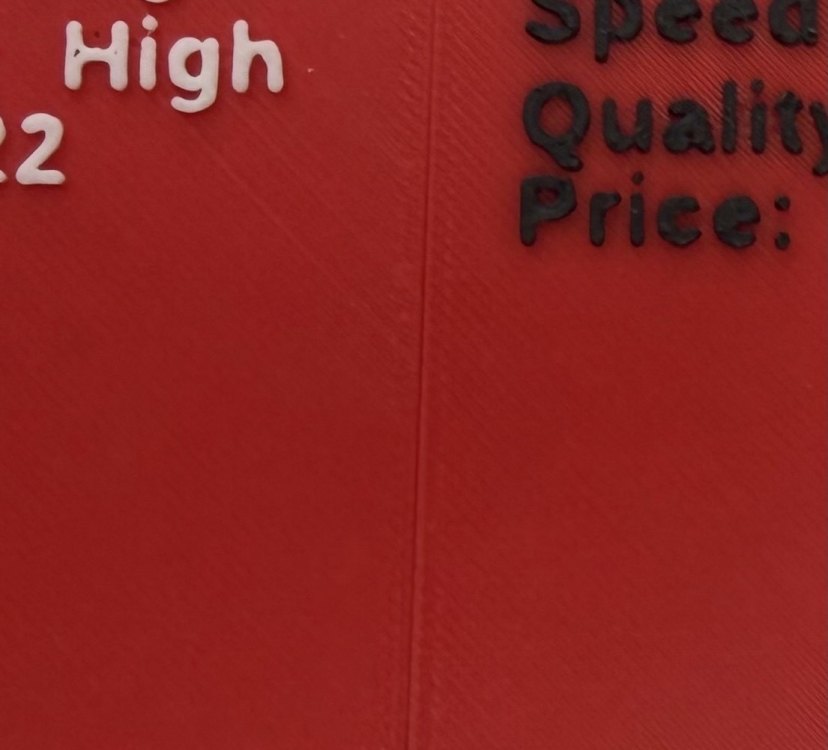 High
22
Speed
Quality
Price: